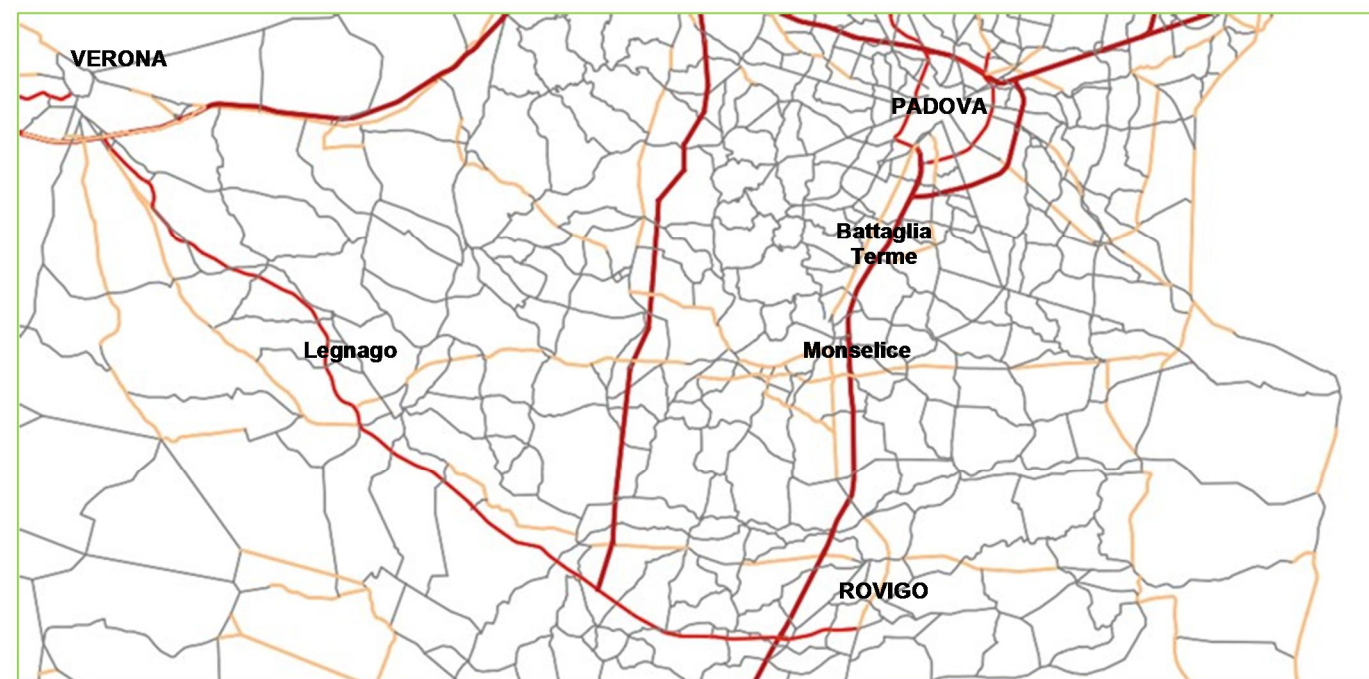 VERONA
PADOVA
Battaglia
Terme
Legnago
Monselice
ROVIGO